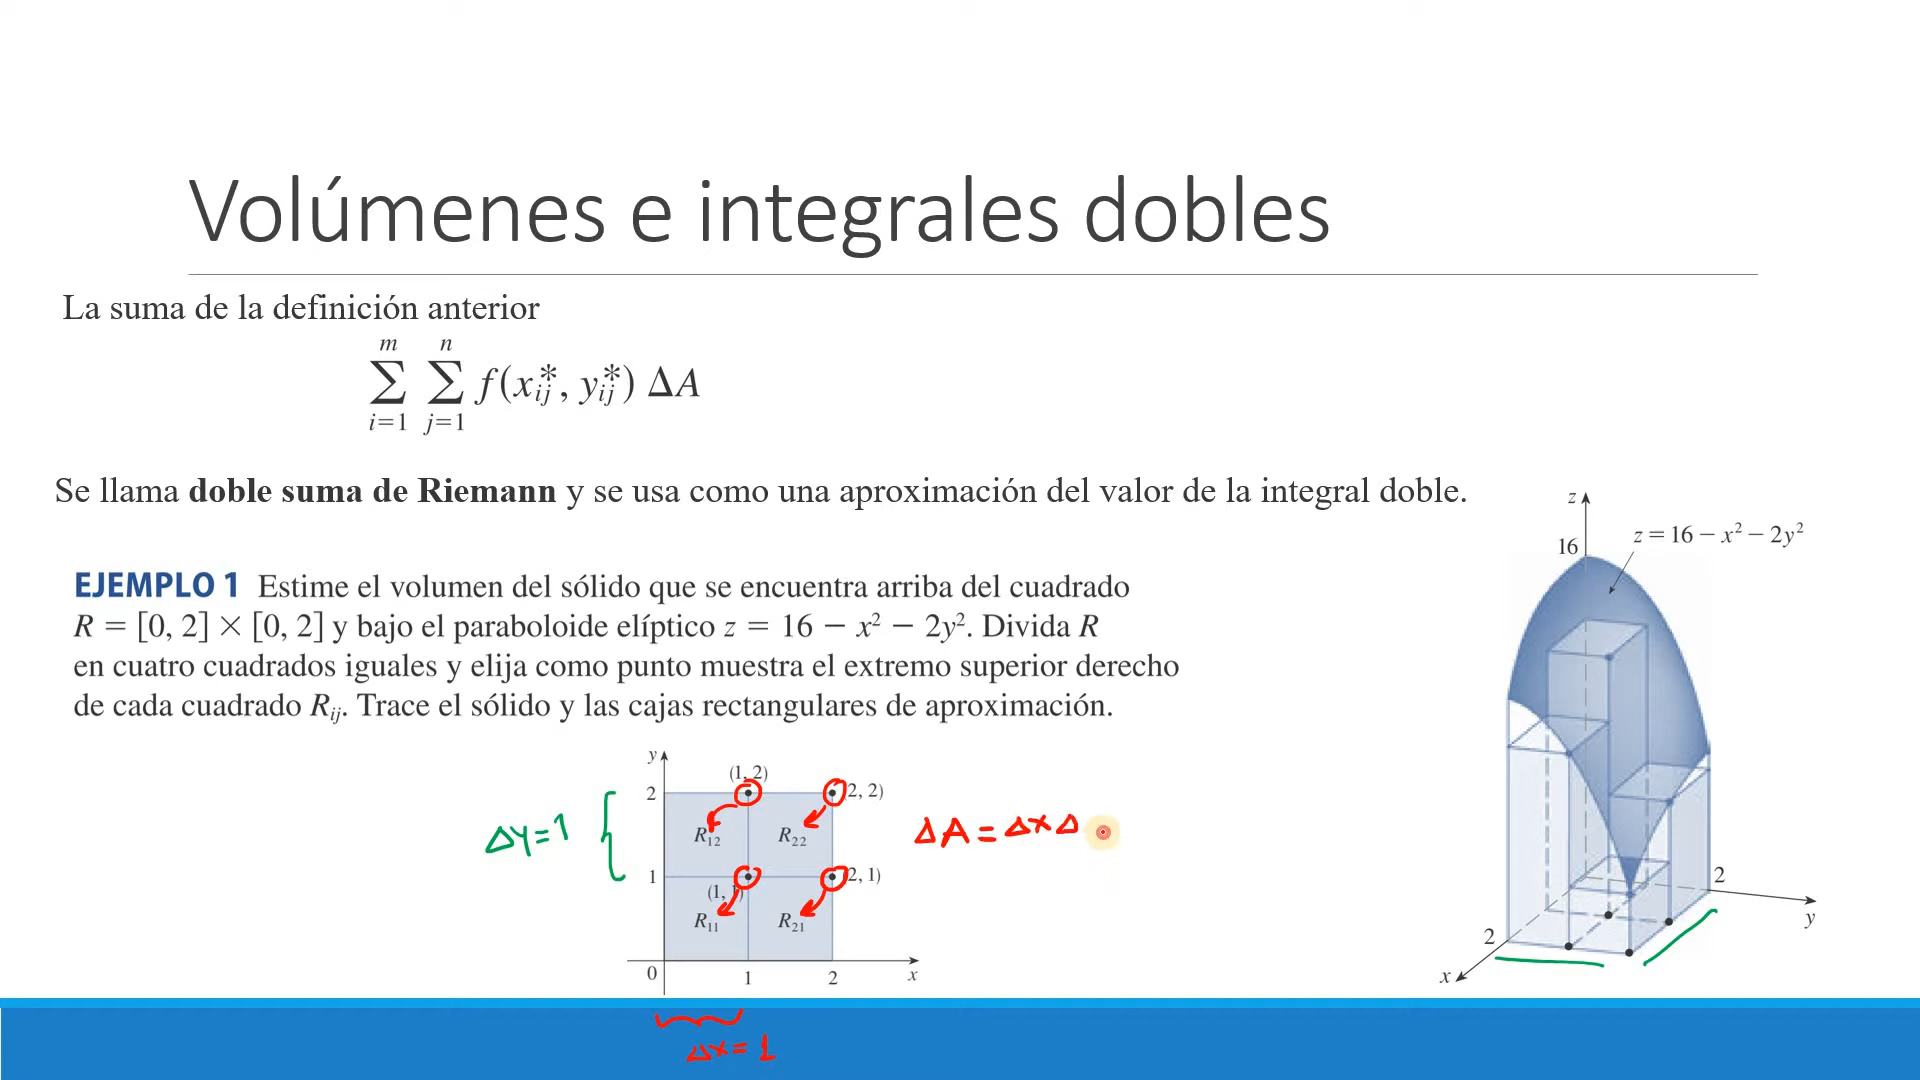 Volúmenes e integrales dobles
La suma de la definición anterior
m n
∑ ∑ f(x*ij, y*ij) ΔA
i=1 j=1
Se llama doble suma de Riemann y se usa como una aproximación del valor de la integral doble.
EJEMPLO 1 Estime el volumen del sólido que se encuentra arriba del cuadrado
R = [0, 2] × [0, 2] y bajo el paraboloide elíptico z = 16 − x² − 2y². Divida R
en cuatro cuadrados iguales y elija como punto muestra el extremo superior derecho
de cada cuadrado Rij. Trace el sólido y las cajas rectangulares de aproximación.
y
(1, 2)
2
(2, 2)
R12
R22
Δy=1
ΔA = Δx Δ
1
(1, 1)
(2, 1)
R11
R21
0
1
2
x
Δx = 1
z
16
z = 16 − x² − 2y²
2
y
2
x